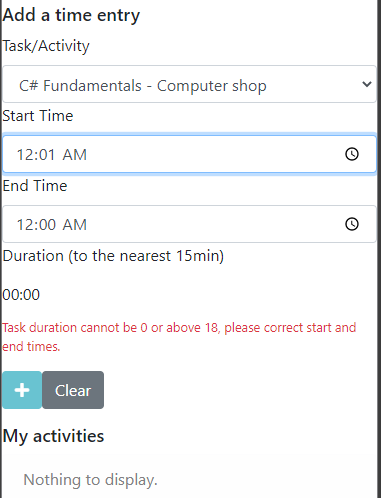 Add a time entry
Task/Activity
C# Fundamentals - Computer shop
Start Time
12:01 AM
End Time
12:00 AM
Duration (to the nearest 15min)
00:00
Task duration cannot be 0 or above 18, please correct start and
end times.
+ Clear
My activities
Nothing to display.